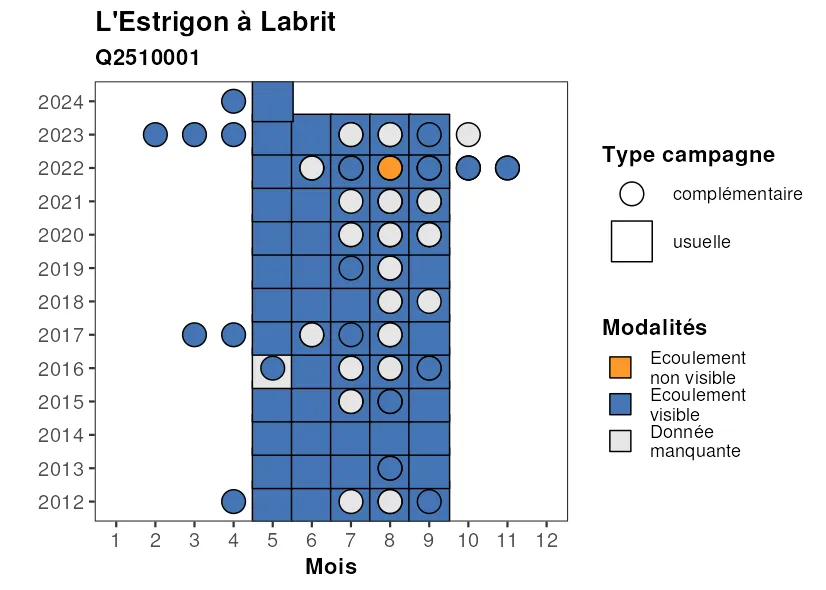 L'Estrigon à Labrit
Q2510001
2024
2023
2022
2021
2020
2019
2018
2017
2016
2015
2014
2013
2012
1 2 3 4 5 6 7 8 9 10 11 12
Mois
Type campagne
complémentaire
usuelle
Modalités
Ecoulement
non visible
Ecoulement
visible
Donnée
manquante